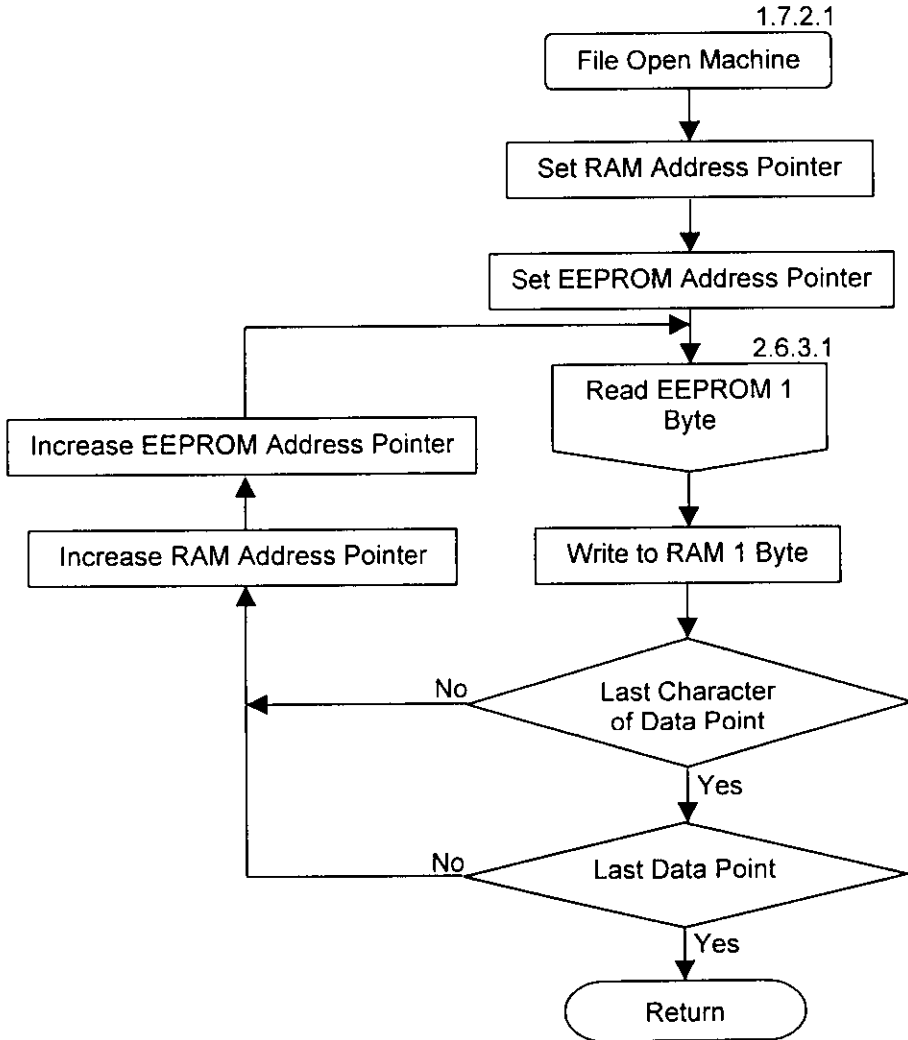 1.7.2.1
File Open Machine
Set RAM Address Pointer
Set EEPROM Address Pointer
2.6.3.1
Read EEPROM 1
Byte
Increase EEPROM Address Pointer
Increase RAM Address Pointer
Write to RAM 1 Byte
No
Last Character
of Data Point
Yes
No
Last Data Point
Yes
Return